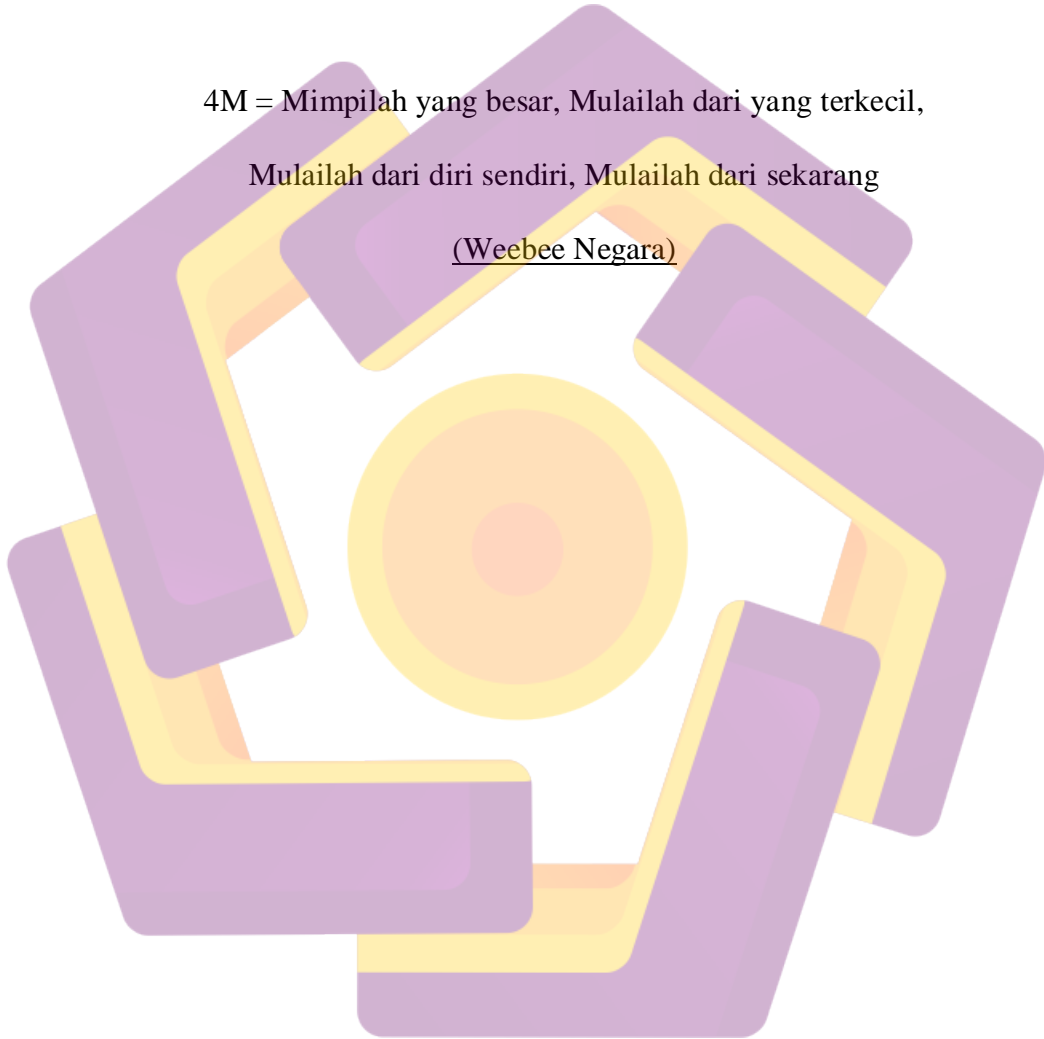 4M = Mimpilah yang besar, Mulailah dari yang terkecil,
Mulailah dari diri sendiri, Mulailah dari sekarang
(Weebee Negara)